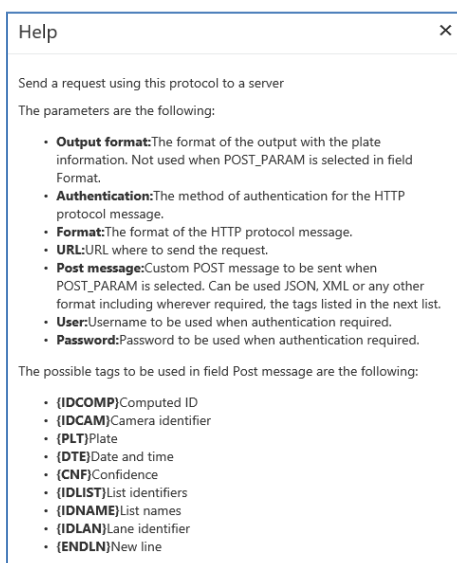 Help
×
Send a request using this protocol to a server
The parameters are the following:
• Output format:The format of the output with the plate
information. Not used when POST_PARAM is selected in field
Format.
• Authentication:The method of authentication for the HTTP
protocol message.
• Format:The format of the HTTP protocol message.
• URL:URL where to send the request.
• Post message:Custom POST message to be sent when
POST_PARAM is selected. Can be used JSON, XML or any other
format including wherever required, the tags listed in the next list.
• User:Username to be used when authentication required.
• Password:Password to be used when authentication required.
The possible tags to be used in field Post message are the following:
• {IDCOMP}Computed ID
• {IDCAM}Camera identifier
• {PLT}Plate
• {DTE}Date and time
• {CNF}Confidence
• {IDLIST}List identifiers
• {IDNAME}List names
• {IDLAN}Lane identifier
• {ENDLN}New line